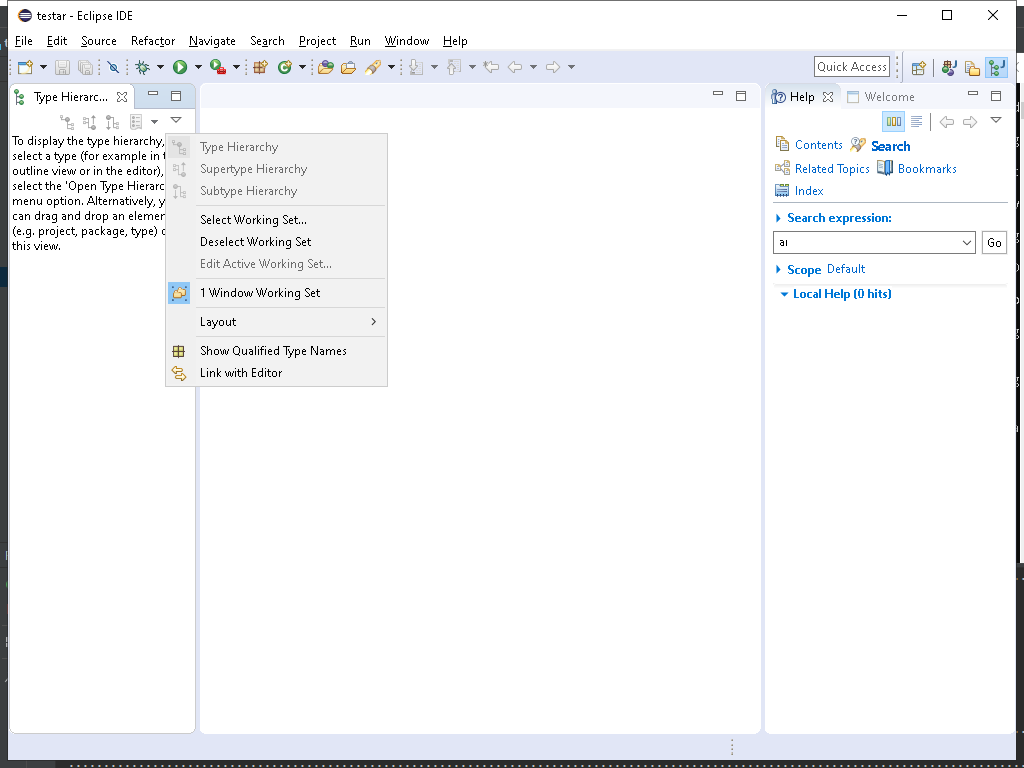 testar - Eclipse IDE
File Edit Source Refactor Navigate Search Project Run Window Help
Quick Access
Type Hierarc...
Help
Welcome
To display the type hierarchy,
select a type (for example in t
outline view or in the editor),
select the 'Open Type Hierarc
menu option. Alternatively, y
can drag and drop an elemen
(e.g. project, package, type) o
this view.
Type Hierarchy
Supertype Hierarchy
Subtype Hierarchy
Select Working Set...
Deselect Working Set
Edit Active Working Set...
1 Window Working Set
Layout
Show Qualified Type Names
Link with Editor
Contents Search
Related Topics Bookmarks
Index
Search expression:
Go
Scope Default
Local Help (0 hits)